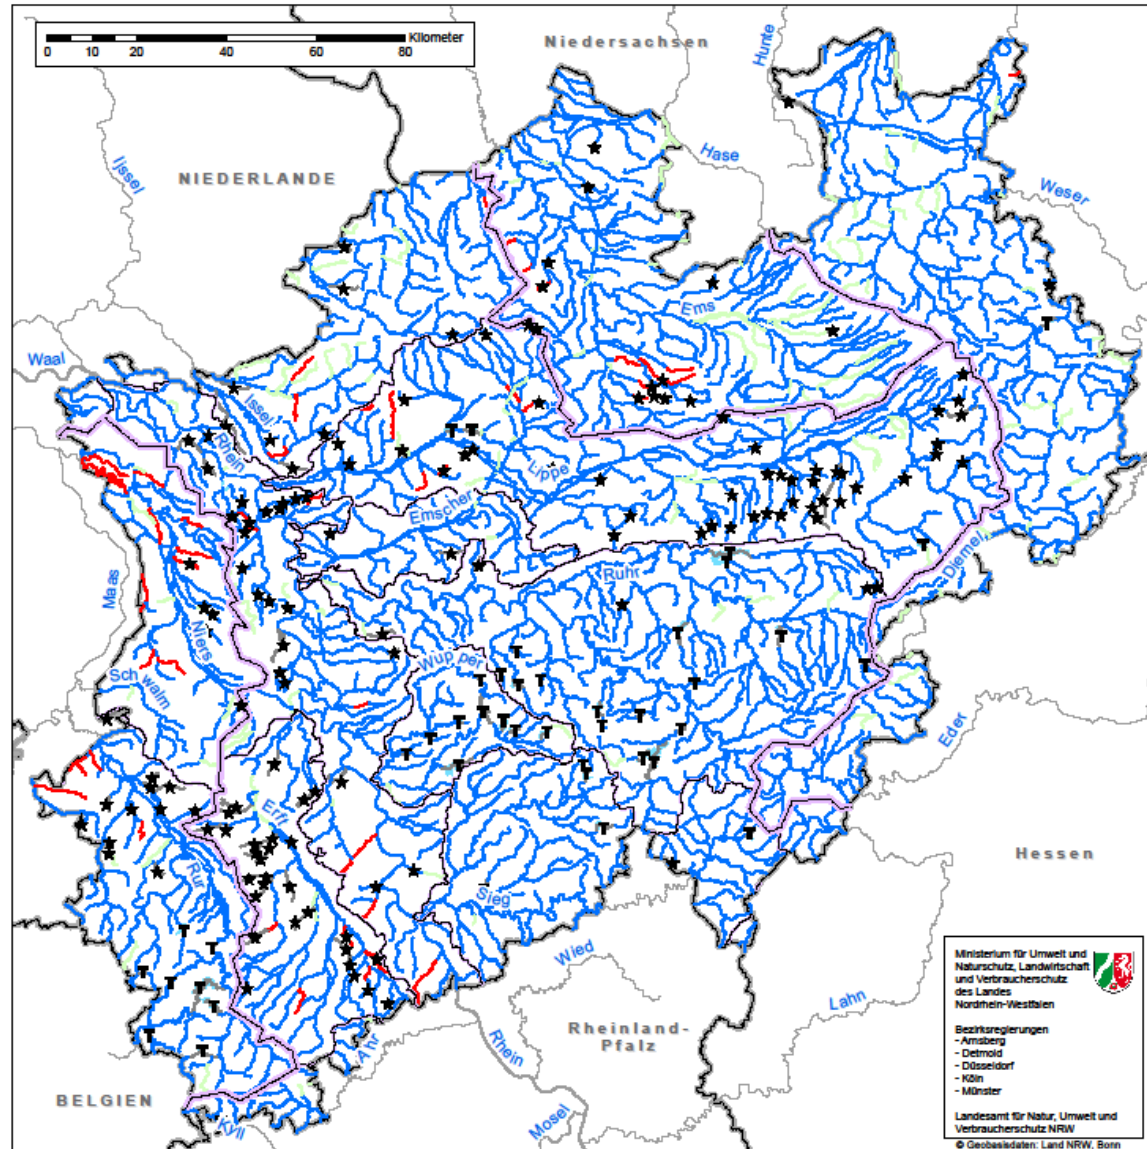 Kilometer
0 10 20 40 60 80
Niedersachsen
Hunte
Hase
IJssel
NIEDERLANDE
Weser
Ems
Waal
Issel
Rhein
Lippe
Emscher
Maas
Ruhr
Diemel
Niers
Wupper
Schwalm
Eder
Erft
Hessen
Rur
Sieg
Wied
Lahn
Rheinland-
Pfalz
Rhein
Ahr
BELGIEN
Mosel
Kyll
Ministerium für Umwelt und
Naturschutz, Landwirtschaft
und Verbraucherschutz
des Landes
Nordrhein-Westfalen
Bezirksregierungen
- Arnsberg
- Detmold
- Düsseldorf
- Köln
- Münster
Landesamt für Natur, Umwelt und
Verbraucherschutz NRW
© Geobasisdaten: Land NRW, Bonn